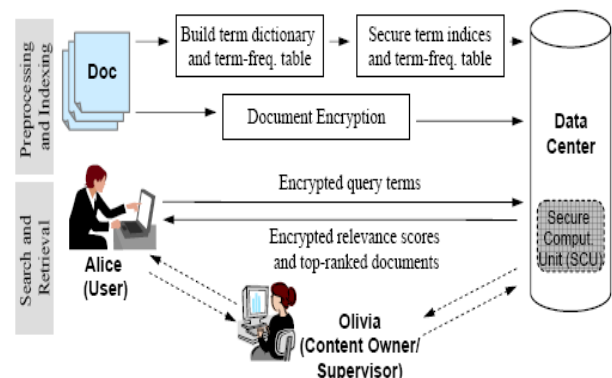 Preprocessing
and Indexing
Doc
Build term dictionary
and term-freq. table
Secure term indices
and term-freq. table
Document Encryption
Data
Center
Search and
Retrieval
Encrypted query terms
Encrypted relevance scores
and top-ranked documents
Secure
Comput.
Unit (SCU)
Alice
(User)
Olivia
(Content Owner/
Supervisor)